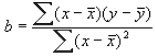 b = ∑(x − x̄)(y − ȳ) / ∑(x − x̄)²